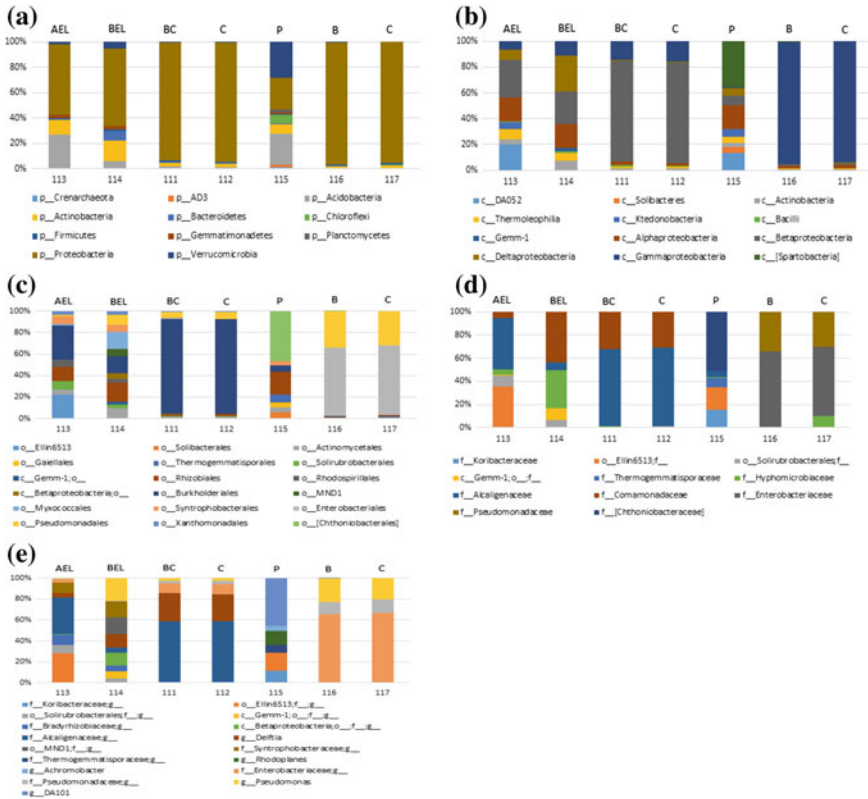 (a)
AEL BEL BC C P B C
100%
80%
60%
40%
20%
0%
113 114 111 112 115 116 117
p__Crenarchaeota p__AD3 p__Acidobacteria
p__Actinobacteria p__Bacteroidetes p__Chloroflexi
p__Firmicutes p__Gemmatimonadetes p__Planctomycetes
p__Proteobacteria p__Verrucomicrobia
(b)
AEL BEL BC C P B C
100%
80%
60%
40%
20%
0%
113 114 111 112 115 116 117
c__DA052 c__Solibacteres c__Actinobacteria
c__Thermoleophilia c__Ktedonobacteria c__Bacilli
c__Gemm-1 c__Alphaproteobacteria c__Betaproteobacteria
c__Deltaproteobacteria c__Gammaproteobacteria c__[Spartobacteria]
(c)
AEL BEL BC C P B C
100%
80%
60%
40%
20%
0%
113 114 111 112 115 116 117
o__Ellin6513 o__Solibacterales o__Actinomycetales
o__Gaiellales o__Thermogemmatisporales o__Solirubrobacterales
c__Gemm-1;o__ o__Rhizobiales o__Rhodospirillales
c__Betaproteobacteria;o__ o__Burkholderiales o__MND1
o__Myxococcales o__Syntrophobacterales o__Enterobacteriales
o__Pseudomonadales o__Xanthomonadales o__[Chthoniobacterales]
(d)
AEL BEL BC C P B C
100%
80%
60%
40%
20%
0%
113 114 111 112 115 116 117
f__Koribacteraceae o__Ellin6513;f__ o__Solirubrobacterales;f__
c__Gemm-1;o__;f__ f__Thermogemmatisporaceae f__Hyphomicrobiaceae
f__Alcaligenaceae f__Comamonadaceae f__Enterobacteriaceae
f__Pseudomonadaceae f__[Chthoniobacteraceae]
(e)
AEL BEL BC C P B C
100%
80%
60%
40%
20%
0%
113 114 111 112 115 116 117
f__Koribacteraceae;g__ o__Ellin6513;f__;g__
o__Solirubrobacterales;f__;g__ c__Gemm-1;o__;f__;g__
f__Bradyrhizobiaceae;g__ c__Betaproteobacteria;o__;f__;g__
f__Alcaligenaceae;g__ g__Delftia
o__MND1;f__;g__ f__Syntrophobacteraceae;g__
f__Thermogemmatisporaceae;g__ g__Rhodoplanes
g__Achromobacter f__Enterobacteriaceae;g__
f__Pseudomonadaceae;g__ g__Pseudomonas
g__DA101